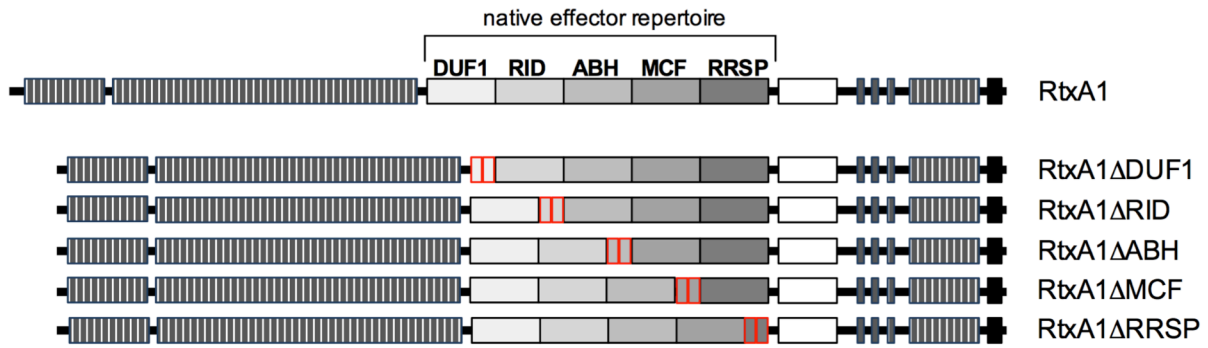 native effector repertoire
DUF1 RID ABH MCF RRSP
RtxA1
RtxA1ΔDUF1
RtxA1ΔRID
RtxA1ΔABH
RtxA1ΔMCF
RtxA1ΔRRSP